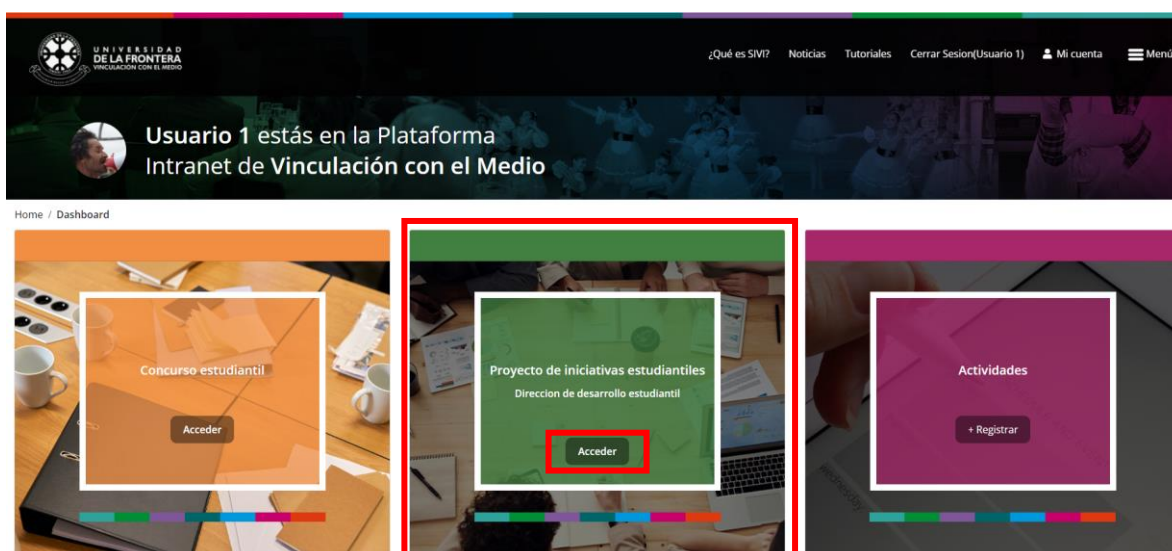 UNIVERSIDAD
DE LA FRONTERA
VINCULACIÓN CON EL MEDIO
¿Qué es SIVI? Noticias Tutoriales Cerrar Sesion(Usuario 1) Mi cuenta Menú
Usuario 1 estás en la Plataforma
Intranet de Vinculación con el Medio
Home / Dashboard
Concurso estudiantil
Acceder
Proyecto de iniciativas estudiantiles
Direccion de desarrollo estudiantil
Acceder
Actividades
+ Registrar
Wednesday